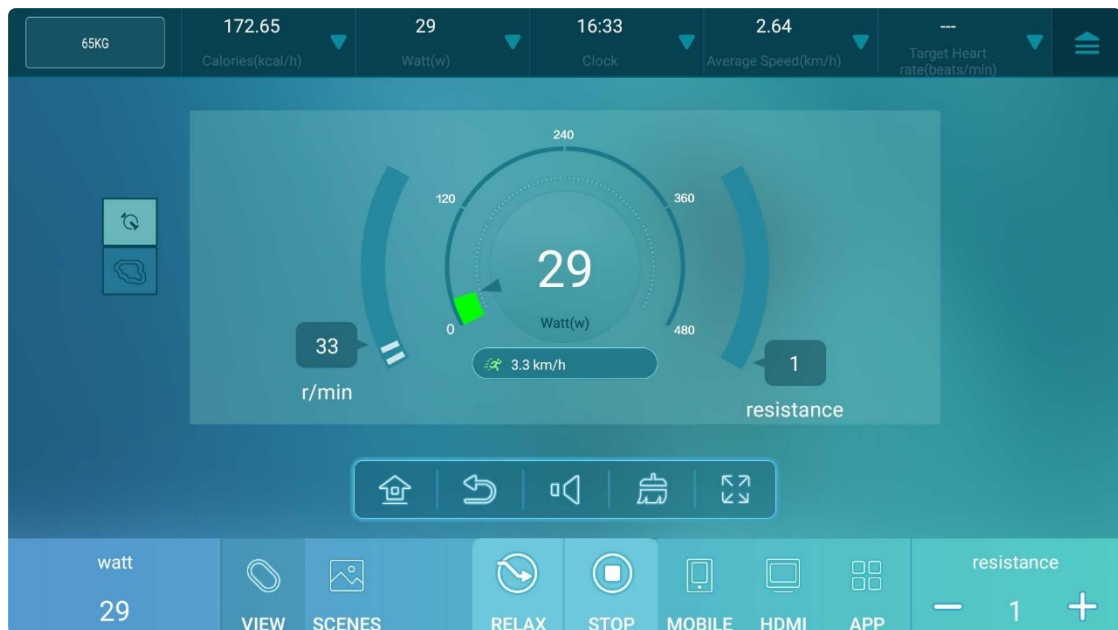 65KG
172.65
Calories(kcal/h)
29
Watt(w)
16:33
Clock
2.64
Average Speed(km/h)
---
Target Heart
rate(beats/min)
240
120
360
29
0
Watt(w)
480
33
r/min
3.3 km/h
1
resistance
watt
29
VIEW
SCENES
RELAX
STOP
MOBILE
HDMI
APP
resistance
— 1 +